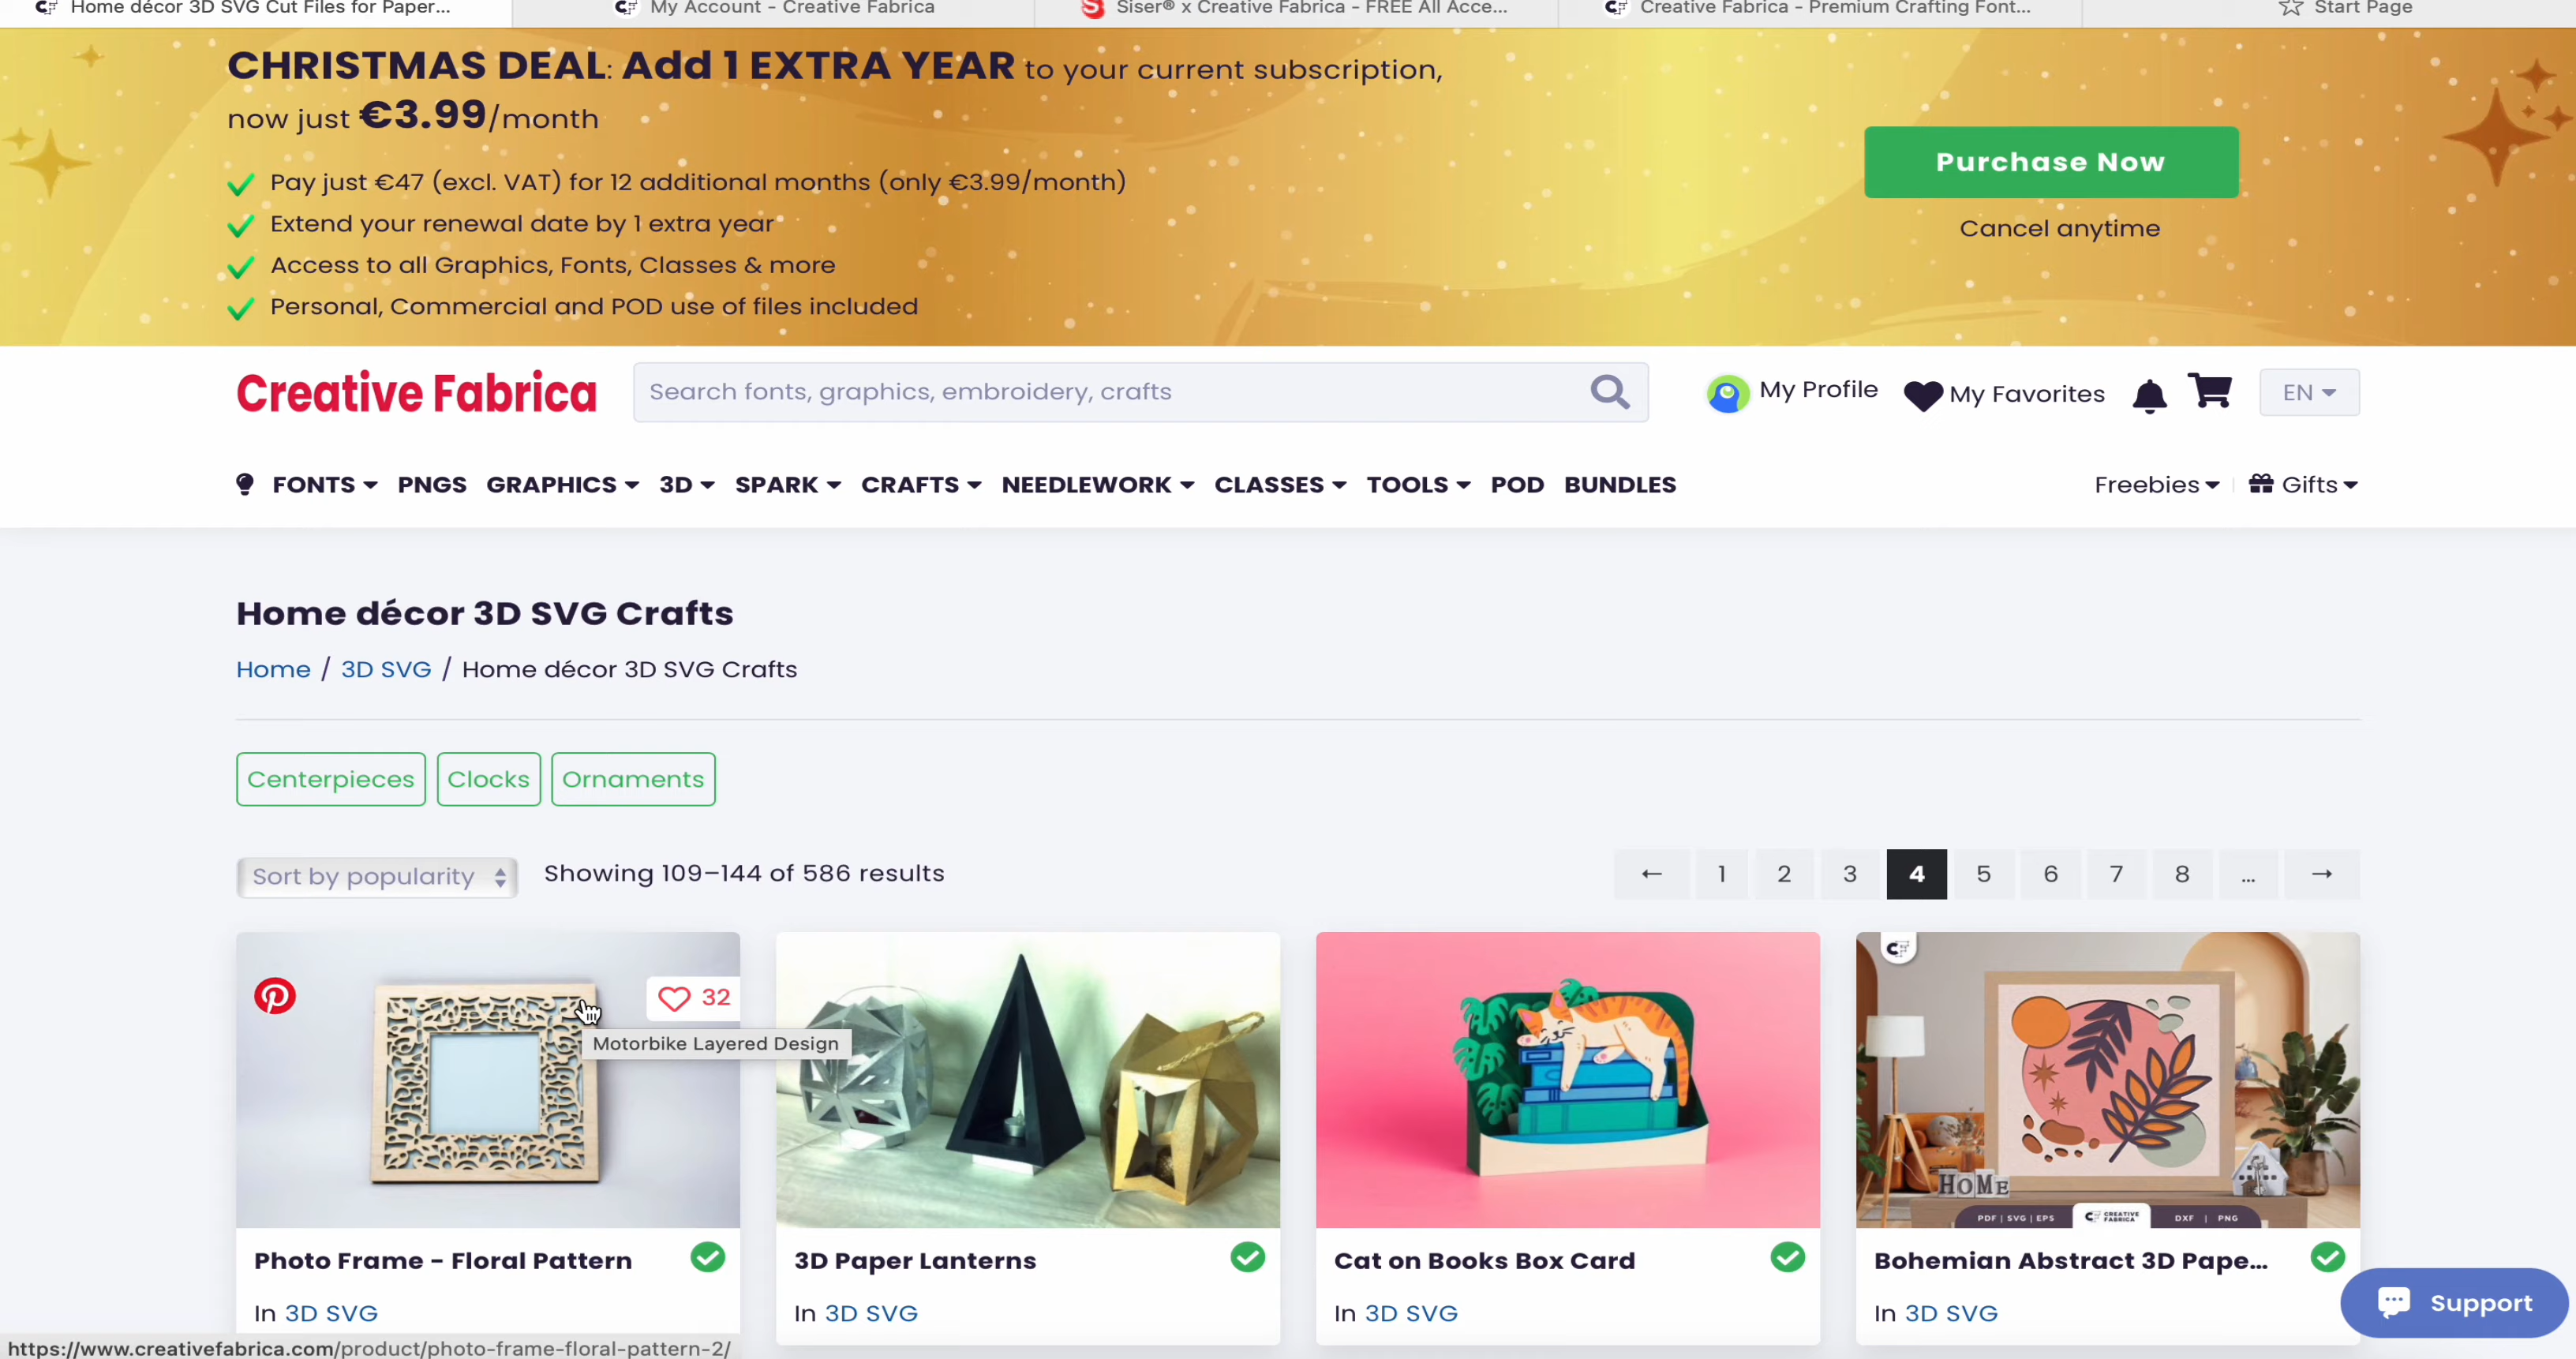 Home décor 3D SVG Cut Files for Paper...
My Account - Creative Fabrica
Siser® x Creative Fabrica - FREE All Acce...
Creative Fabrica - Premium Crafting Font...
Start Page
CHRISTMAS DEAL: Add 1 EXTRA YEAR to your current subscription,
now just €3.99/month
Pay just €47 (excl. VAT) for 12 additional months (only €3.99/month)
Extend your renewal date by 1 extra year
Access to all Graphics, Fonts, Classes & more
Personal, Commercial and POD use of files included
Purchase Now
Cancel anytime
Creative Fabrica
Search fonts, graphics, embroidery, crafts
My Profile
My Favorites
EN
FONTS PNGS GRAPHICS 3D SPARK CRAFTS NEEDLEWORK CLASSES TOOLS POD BUNDLES
Freebies
Gifts
Home décor 3D SVG Crafts
Home / 3D SVG / Home décor 3D SVG Crafts
Centerpieces
Clocks
Ornaments
Sort by popularity
Showing 109–144 of 586 results
← 1 2 3 4 5 6 7 8 ... →
32
Motorbike Layered Design
HOME
PDF | SVG | EPS
CF CREATIVE FABRICA
DXF | PNG
Photo Frame – Floral Pattern
In 3D SVG
3D Paper Lanterns
In 3D SVG
Cat on Books Box Card
In 3D SVG
Bohemian Abstract 3D Pape...
In 3D SVG
Support
https://www.creativefabrica.com/product/photo-frame-floral-pattern-2/